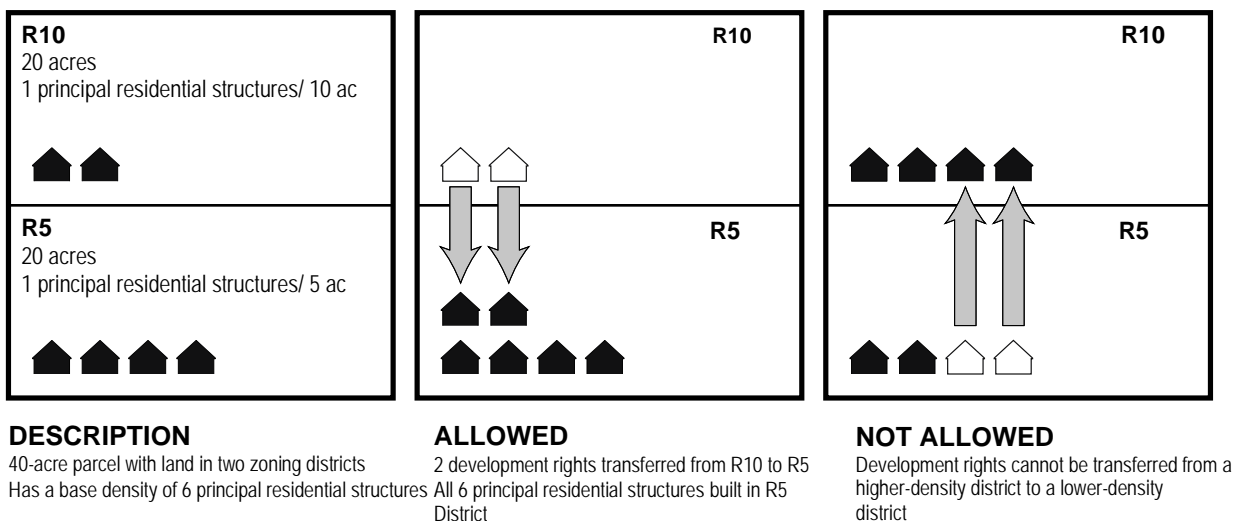 R10
20 acres
1 principal residential structures/ 10 ac
R5
20 acres
1 principal residential structures/ 5 ac
DESCRIPTION
40-acre parcel with land in two zoning districts
Has a base density of 6 principal residential structures
R10
R5
ALLOWED
2 development rights transferred from R10 to R5
All 6 principal residential structures built in R5
District
R10
R5
NOT ALLOWED
Development rights cannot be transferred from a
higher-density district to a lower-density
district